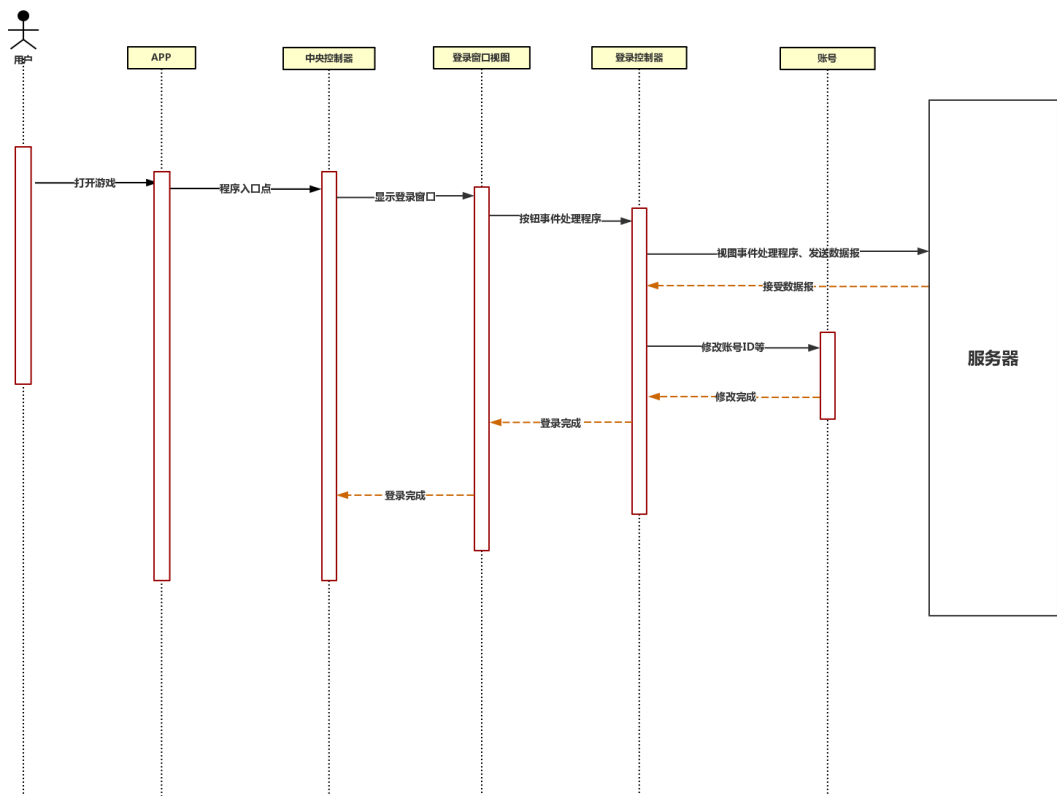 用户
APP
中央控制器
登录窗口视图
登录控制器
账号
打开游戏
程序入口点
显示登录窗口
按钮事件处理程序
视图事件处理程序、发送数据报
接受数据报
修改账号ID等
服务器
修改完成
登录完成
登录完成